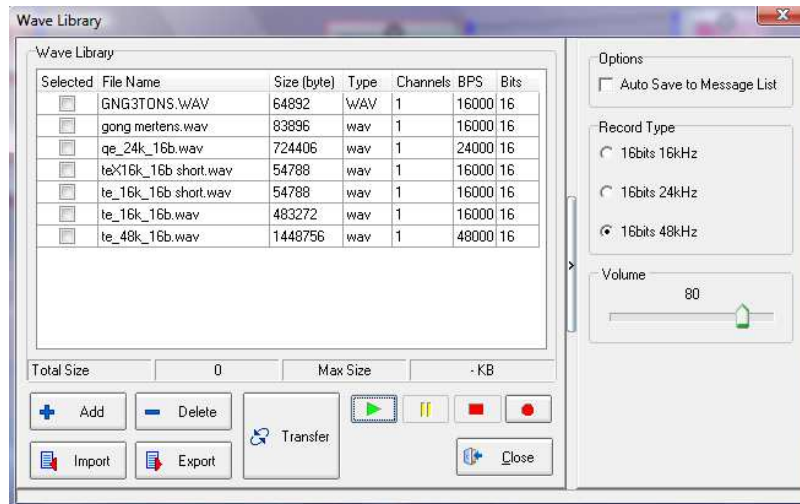 Wave Library
Wave Library
Selected File Name Size (byte) Type Channels BPS Bits
GNG3TONS.WAV 64892 WAV 1 16000 16
gong mertens.wav 83896 wav 1 16000 16
qe_24k_16b.wav 724406 wav 1 24000 16
teX16k_16b short.wav 54788 wav 1 16000 16
te_16k_16b short.wav 54788 wav 1 16000 16
te_16k_16b.wav 483272 wav 1 16000 16
te_48k_16b.wav 1448756 wav 1 48000 16
Total Size 0 Max Size - KB
Add Delete
Transfer
Import Export
Close
Options
Auto Save to Message List
Record Type
16bits 16kHz
16bits 24kHz
16bits 48kHz
Volume
80